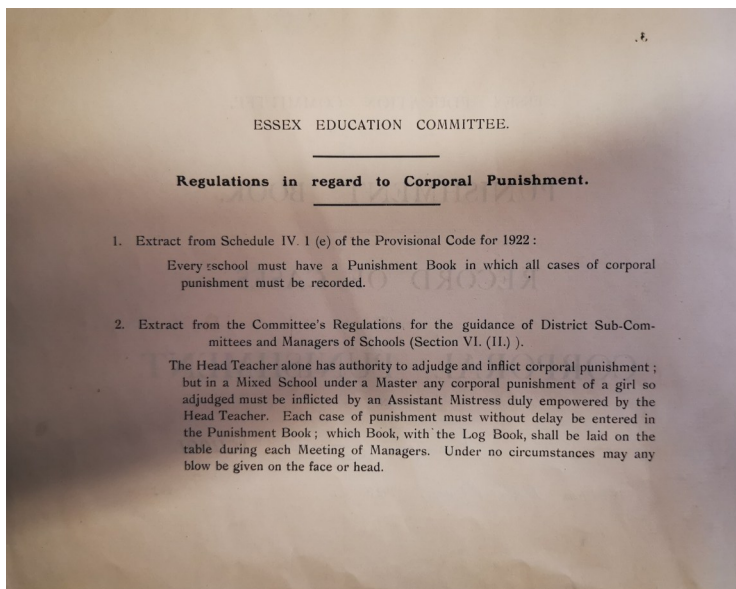 ESSEX EDUCATION COMMITTEE.
Regulations in regard to Corporal Punishment.
1. Extract from Schedule IV. 1 (e) of the Provisional Code for 1922 :
Every school must have a Punishment Book in which all cases of corporal
punishment must be recorded.
2. Extract from the Committee's Regulations for the guidance of District Sub-Com-
mittees and Managers of Schools (Section VI. (II.) ).
The Head Teacher alone has authority to adjudge and inflict corporal punishment ;
but in a Mixed School under a Master any corporal punishment of a girl so
adjudged must be inflicted by an Assistant Mistress duly empowered by the
Head Teacher. Each case of punishment must without delay be entered in
the Punishment Book ; which Book, with the Log Book, shall be laid on the
table during each Meeting of Managers. Under no circumstances may any
blow be given on the face or head.